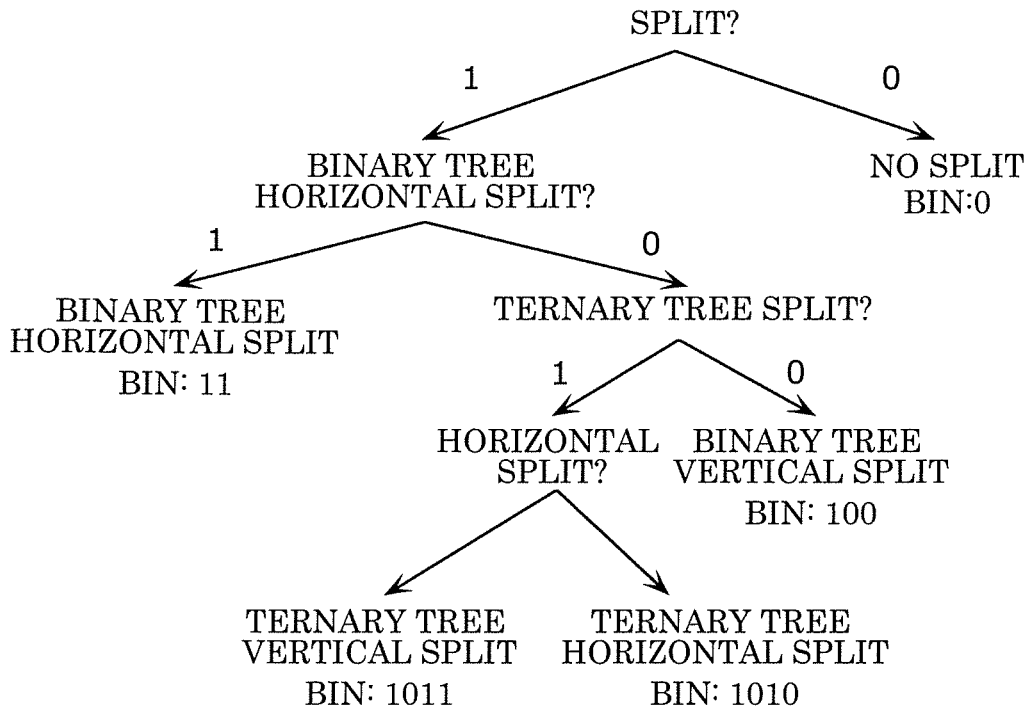 SPLIT?
1
0
BINARY TREE
HORIZONTAL SPLIT?
NO SPLIT
BIN:0
1
0
BINARY TREE
HORIZONTAL SPLIT
BIN: 11
TERNARY TREE SPLIT?
1
0
HORIZONTAL
SPLIT?
BINARY TREE
VERTICAL SPLIT
BIN: 100
TERNARY TREE
VERTICAL SPLIT
BIN: 1011
TERNARY TREE
HORIZONTAL SPLIT
BIN: 1010